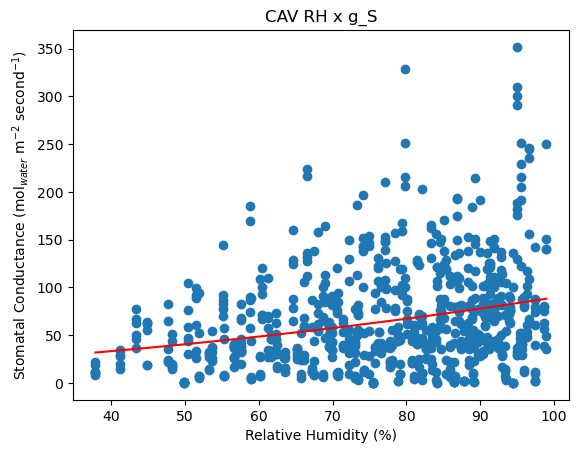 CAV RH x g_S
350
300
250
200
150
100
50
0
Stomatal Conductance (mol_water m⁻² second⁻¹)
40 50 60 70 80 90 100
Relative Humidity (%)